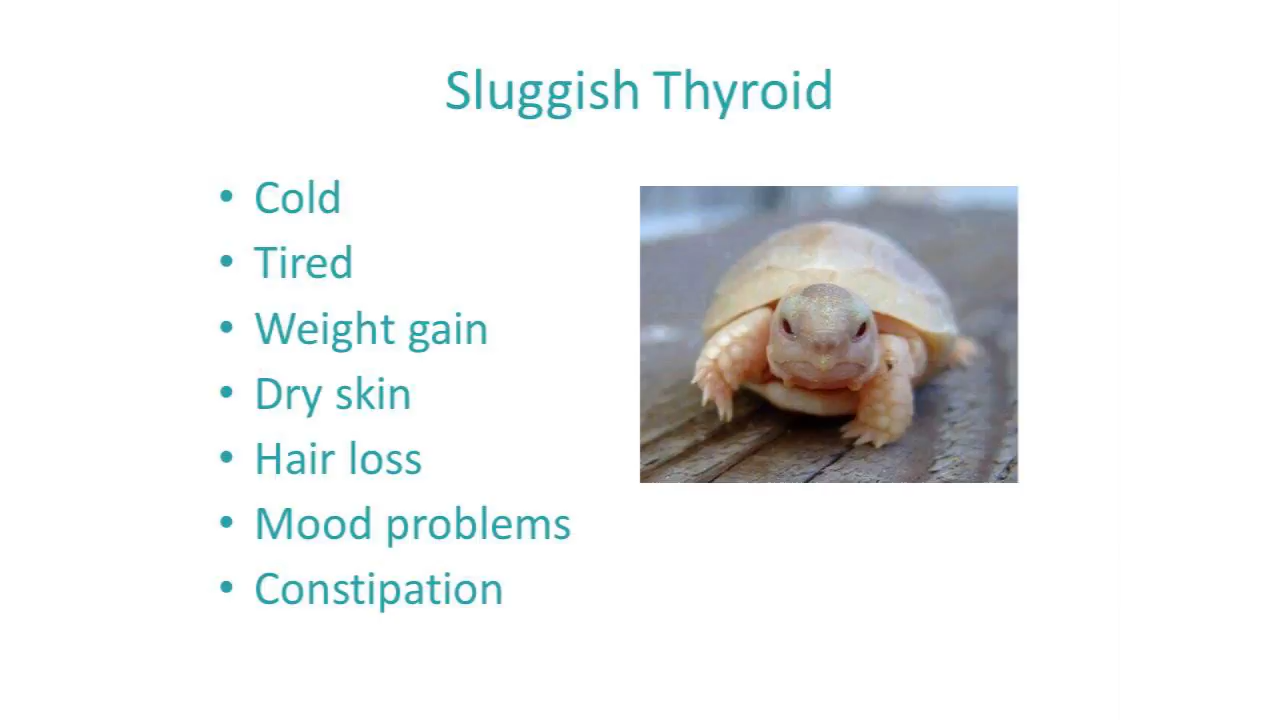 Sluggish Thyroid
• Cold
• Tired
• Weight gain
• Dry skin
• Hair loss
• Mood problems
• Constipation